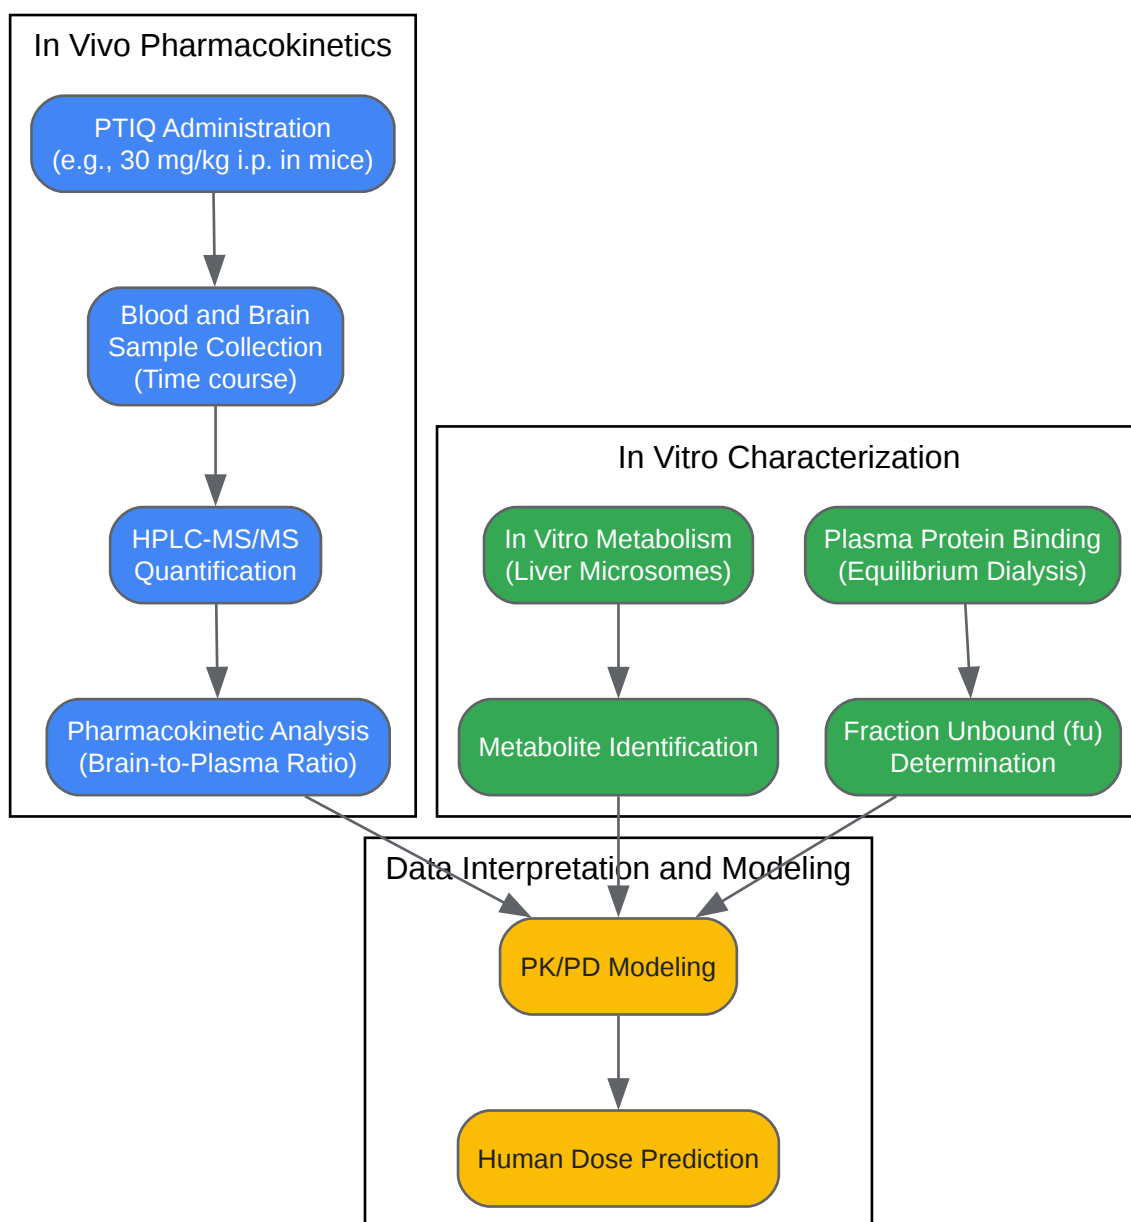 In Vivo Pharmacokinetics
PTIQ Administration
(e.g., 30 mg/kg i.p. in mice)
Blood and Brain
Sample Collection
(Time course)
HPLC-MS/MS
Quantification
Pharmacokinetic Analysis
(Brain-to-Plasma Ratio)
In Vitro Characterization
In Vitro Metabolism
(Liver Microsomes)
Metabolite Identification
Plasma Protein Binding
(Equilibrium Dialysis)
Fraction Unbound (fu)
Determination
Data Interpretation and Modeling
PK/PD Modeling
Human Dose Prediction